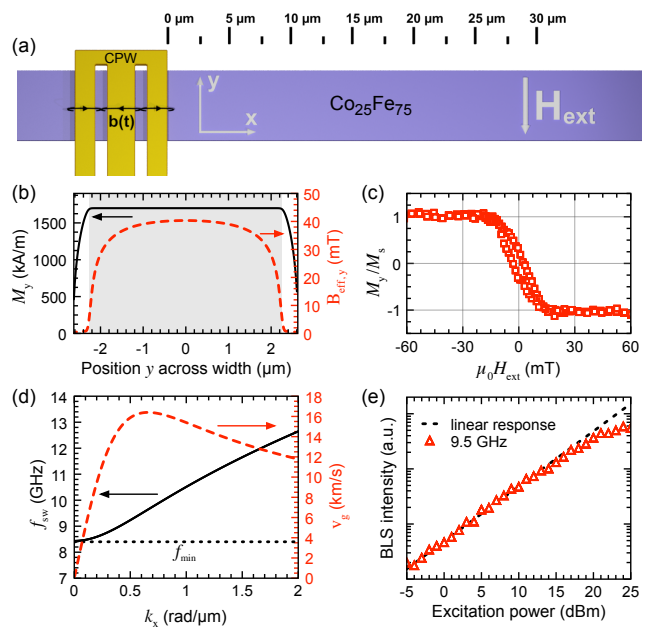 0 µm 5 µm 10 µm 15 µm 20 µm 25 µm 30 µm
(a)
CPW
b(t)
y
x
Co25Fe75
Hext
(b)
50
40
30
20
10
0
1500
1000
500
0
My (kA/m)
Beff,y (mT)
-2 -1 0 1 2
Position y across width (µm)
(c)
1
0
-1
My/Ms
-60 -30 0 30 60
µ0Hext (mT)
(d)
14
13
12
11
10
9
8
7
fsw (GHz)
18
16
14
12
10
8
6
4
2
0
vg (km/s)
fmin
0 0.5 1 1.5 2
kx (rad/µm)
(e)
linear response
9.5 GHz
BLS intensity (a.u.)
-5 0 5 10 15 20 25
Excitation power (dBm)